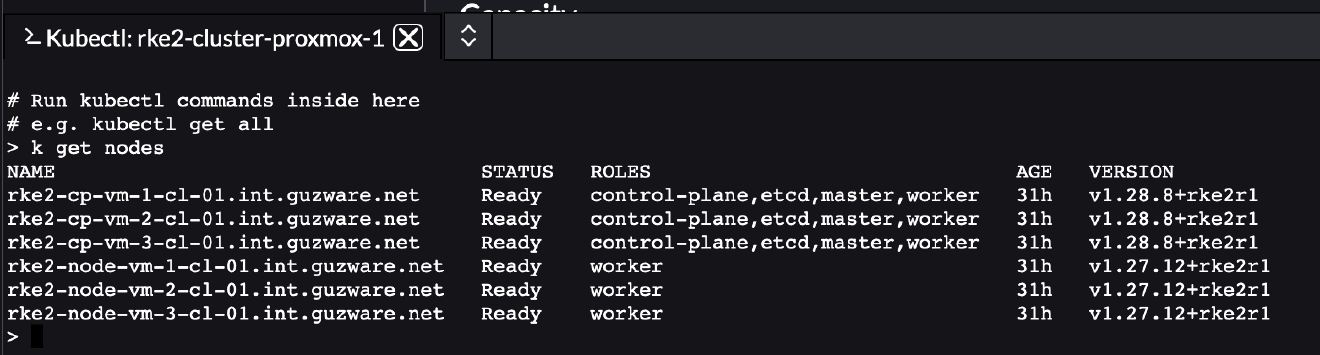 Kubectl: rke2-cluster-proxmox-1
# Run kubectl commands inside here
# e.g. kubectl get all
> k get nodes
NAME STATUS ROLES AGE VERSION
rke2-cp-vm-1-cl-01.int.guzware.net Ready control-plane,etcd,master,worker 31h v1.28.8+rke2r1
rke2-cp-vm-2-cl-01.int.guzware.net Ready control-plane,etcd,master,worker 31h v1.28.8+rke2r1
rke2-cp-vm-3-cl-01.int.guzware.net Ready control-plane,etcd,master,worker 31h v1.28.8+rke2r1
rke2-node-vm-1-cl-01.int.guzware.net Ready worker 31h v1.27.12+rke2r1
rke2-node-vm-2-cl-01.int.guzware.net Ready worker 31h v1.27.12+rke2r1
rke2-node-vm-3-cl-01.int.guzware.net Ready worker 31h v1.27.12+rke2r1
>